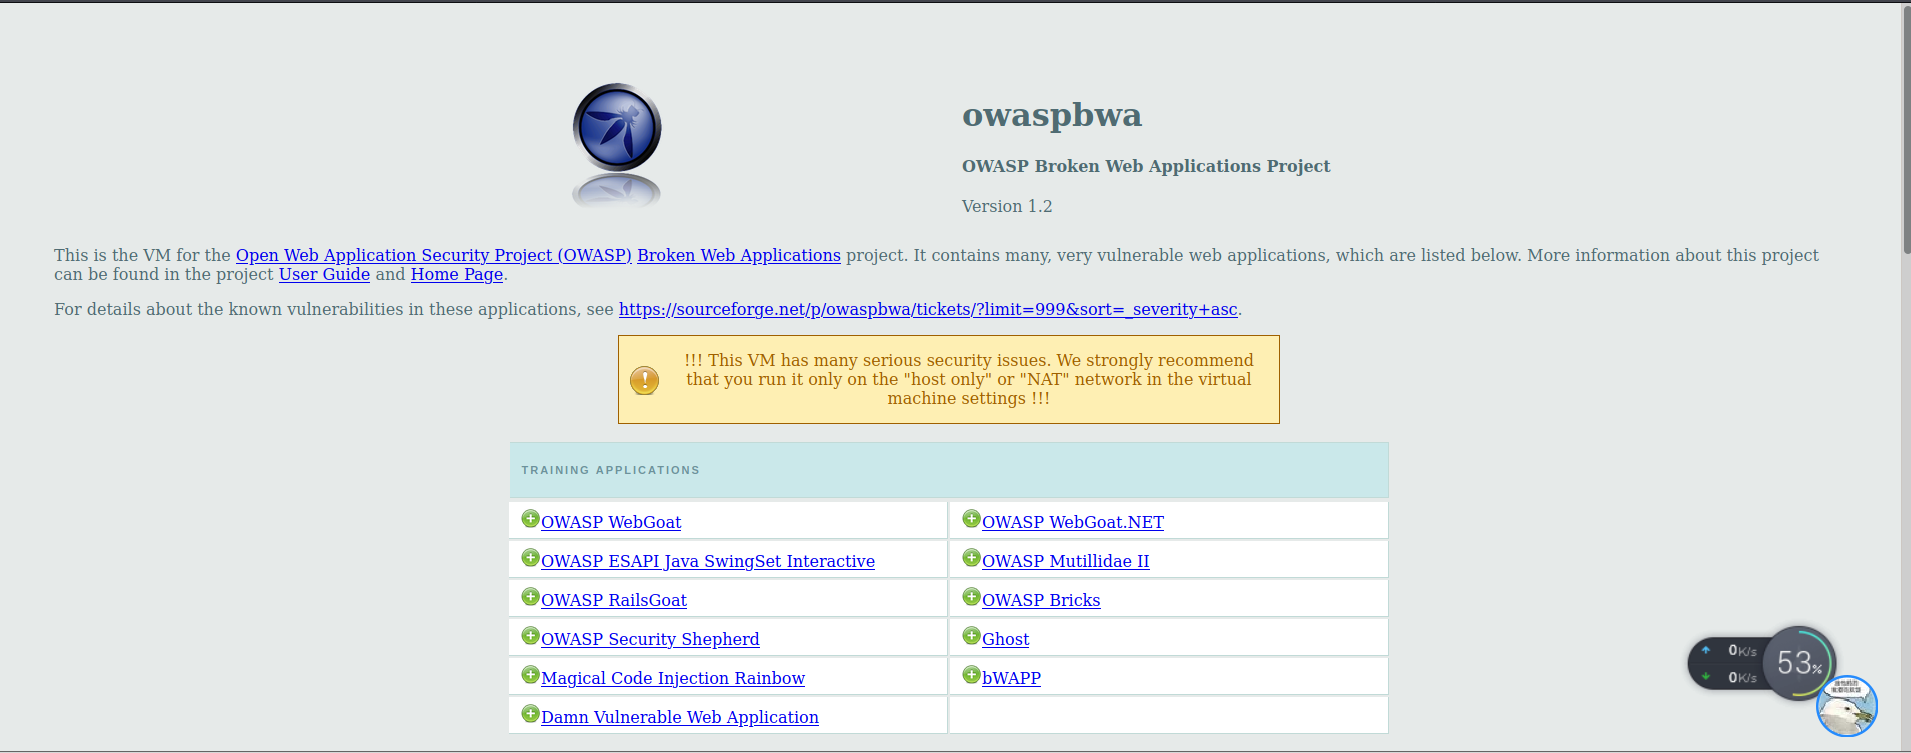 owaspbwa
OWASP Broken Web Applications Project
Version 1.2
This is the VM for the Open Web Application Security Project (OWASP) Broken Web Applications project. It contains many, very vulnerable web applications, which are listed below. More information about this project
can be found in the project User Guide and Home Page.
For details about the known vulnerabilities in these applications, see https://sourceforge.net/p/owaspbwa/tickets/?limit=999&sort=_severity+asc.
!!! This VM has many serious security issues. We strongly recommend
that you run it only on the "host only" or "NAT" network in the virtual
machine settings !!!
TRAINING APPLICATIONS
OWASP WebGoat
OWASP WebGoat.NET
OWASP ESAPI Java SwingSet Interactive
OWASP Mutillidae II
OWASP RailsGoat
OWASP Bricks
OWASP Security Shepherd
Ghost
Magical Code Injection Rainbow
bWAPP
Damn Vulnerable Web Application
0K/s
53%
0K/s